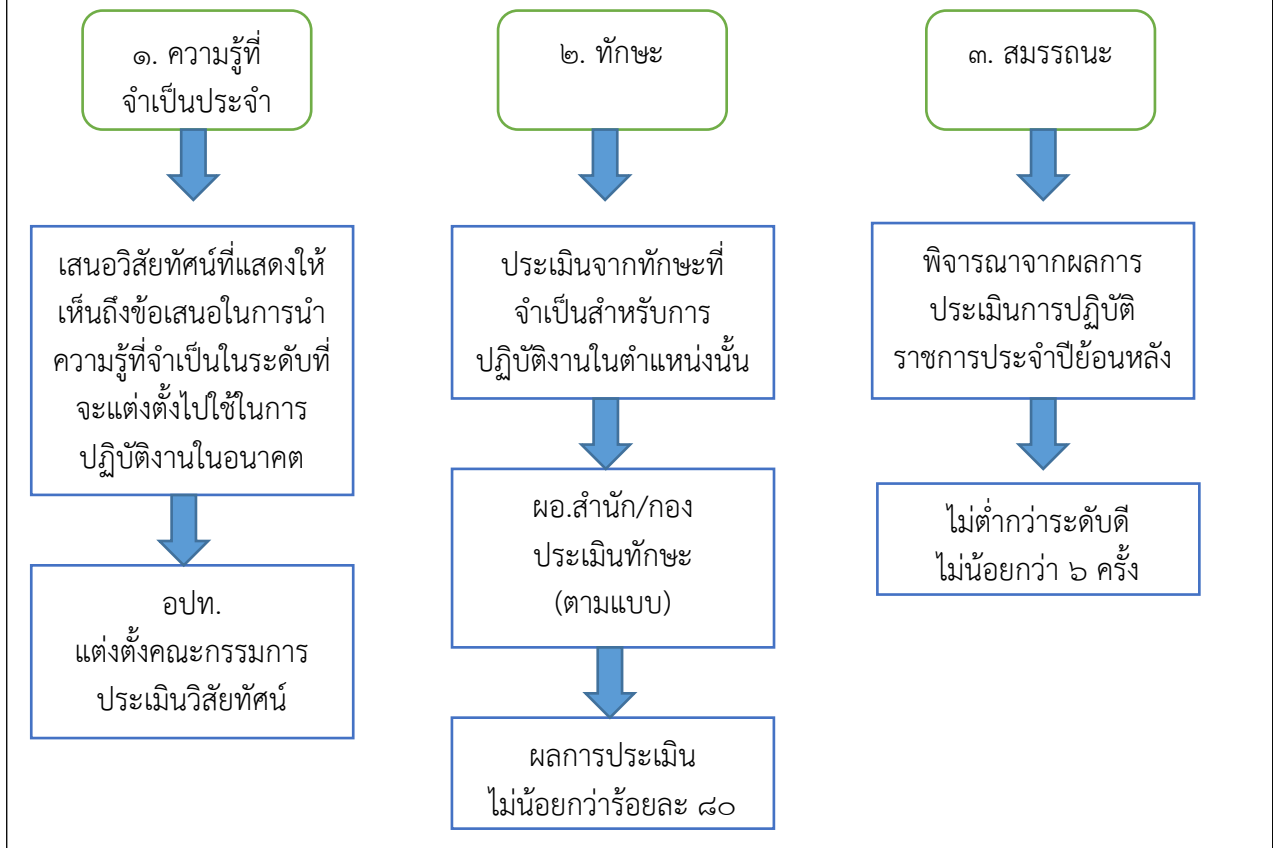 ๑. ความรู้ที่
จำเป็นประจำ
เสนอวิสัยทัศน์ที่แสดงให้
เห็นถึงข้อเสนอในการนำ
ความรู้ที่จำเป็นในระดับที่
จะแต่งตั้งไปใช้ในการ
ปฏิบัติงานในอนาคต
อปท.
แต่งตั้งคณะกรรมการ
ประเมินวิสัยทัศน์
๒. ทักษะ
ประเมินจากทักษะที่
จำเป็นสำหรับการ
ปฏิบัติงานในตำแหน่งนั้น
ผอ.สำนัก/กอง
ประเมินทักษะ
(ตามแบบ)
ผลการประเมิน
ไม่น้อยกว่าร้อยละ ๘๐
๓. สมรรถนะ
พิจารณาจากผลการ
ประเมินการปฏิบัติ
ราชการประจำปีย้อนหลัง
ไม่ต่ำกว่าระดับดี
ไม่น้อยกว่า ๖ ครั้ง